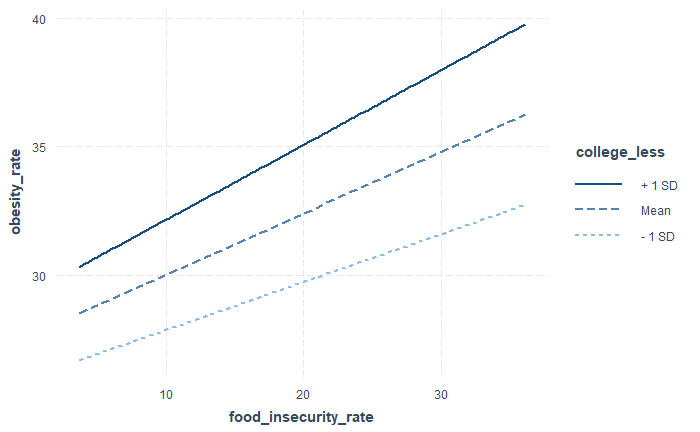 40
35
30
obesity_rate
10
20
30
food_insecurity_rate
college_less
+ 1 SD
Mean
- 1 SD